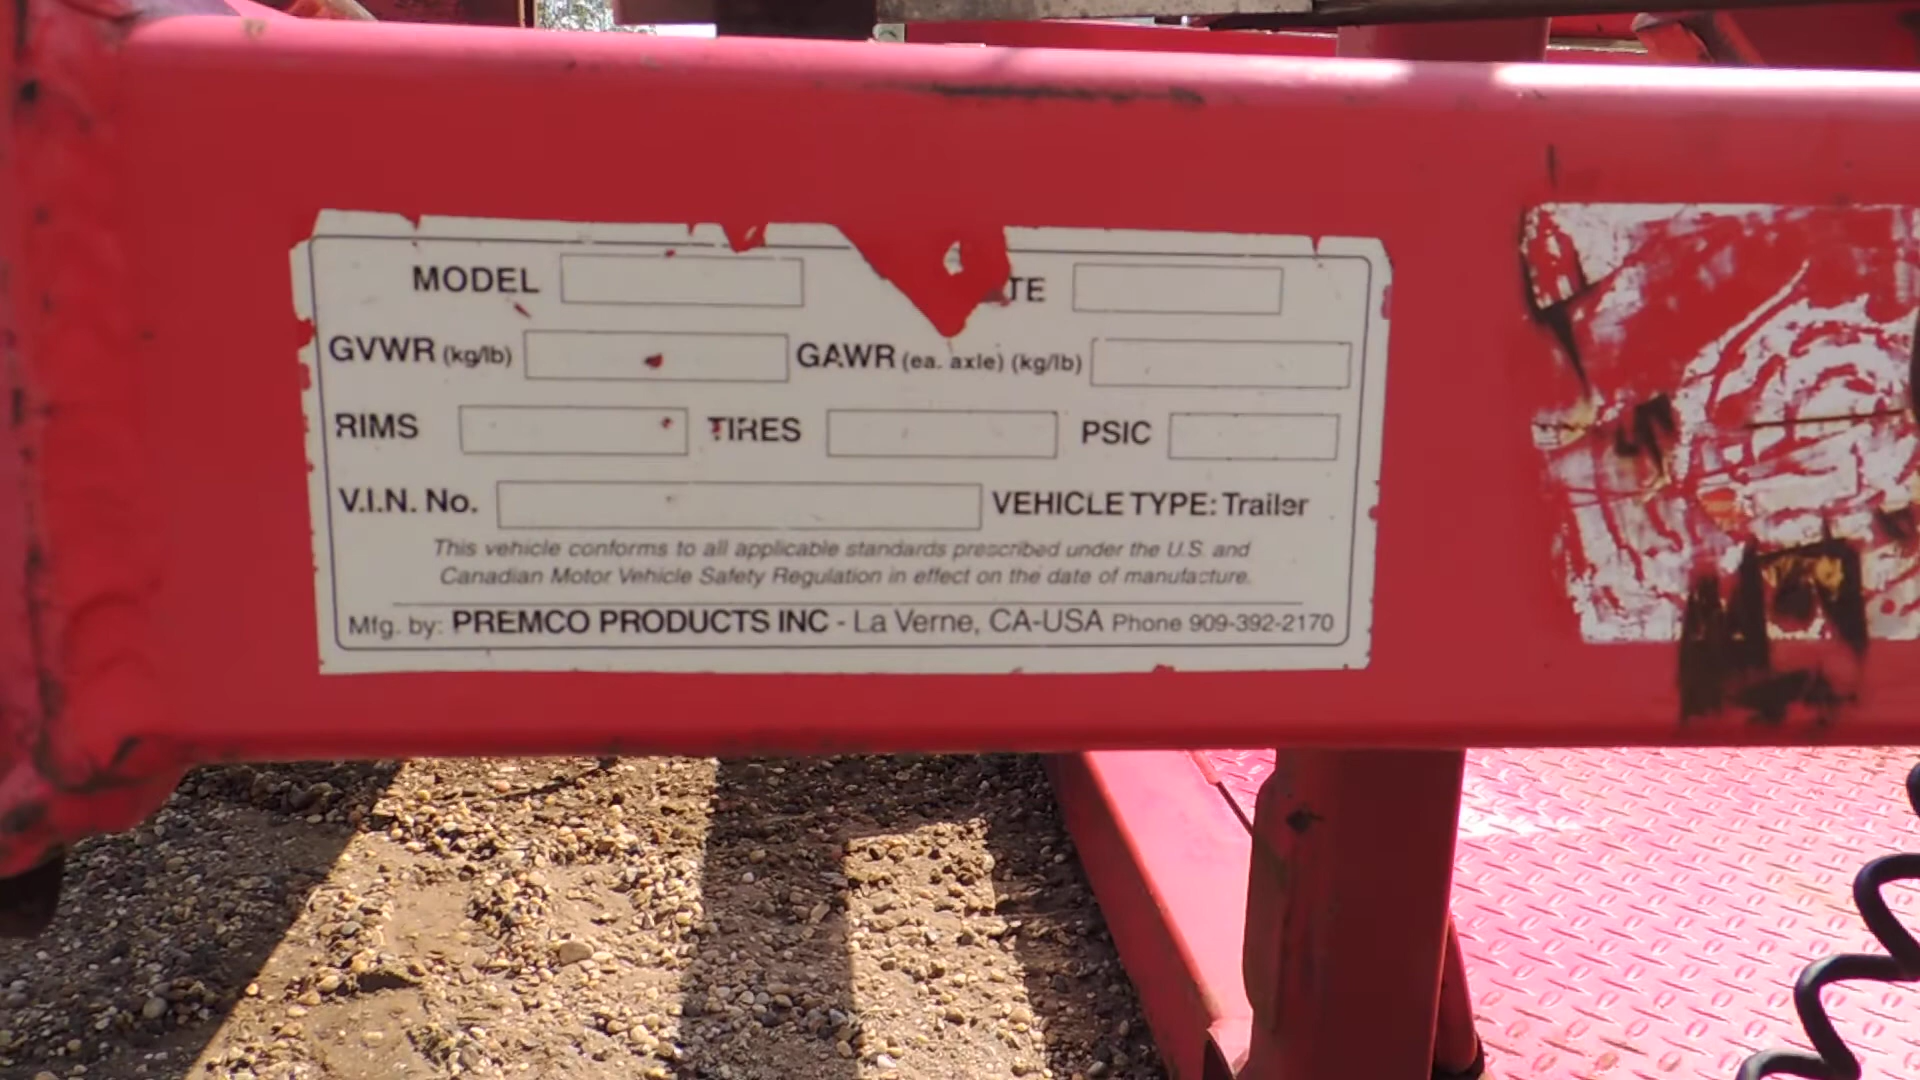 MODEL TE
GVWR (kg/lb) GAWR (ea. axle) (kg/lb)
RIMS TIRES PSIC
V.I.N. No. VEHICLE TYPE: Trailer
This vehicle conforms to all applicable standards prescribed under the U.S. and
Canadian Motor Vehicle Safety Regulation in effect on the date of manufacture.
Mfg. by: PREMCO PRODUCTS INC - La Verne, CA-USA Phone 909-392-2170